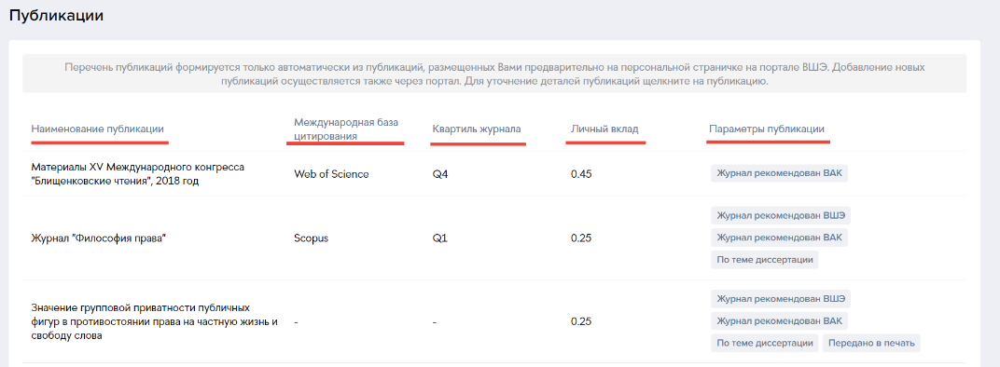 Публикации
Перечень публикаций формируется только автоматически из публикаций, размещенных Вами предварительно на персональной страничке на портале ВШЭ. Добавление новых
публикаций осуществляется также через портал. Для уточнение деталей публикаций щелкните на публикацию.
Наименование публикации
Международная база
цитирования
Квартиль журнала
Личный вклад
Параметры публикации
Материалы XV Международного конгресса
"Блищенковские чтения", 2018 год
Web of Science
Q4
0.45
Журнал рекомендован ВАК
Журнал "Философия права"
Scopus
Q1
0.25
Журнал рекомендован ВШЭ
Журнал рекомендован ВАК
По теме диссертации
Значение групповой приватности публичных
фигур в противостоянии права на частную жизнь и
свободу слова
-
-
0.25
Журнал рекомендован ВШЭ
Журнал рекомендован ВАК
По теме диссертации Передано в печать